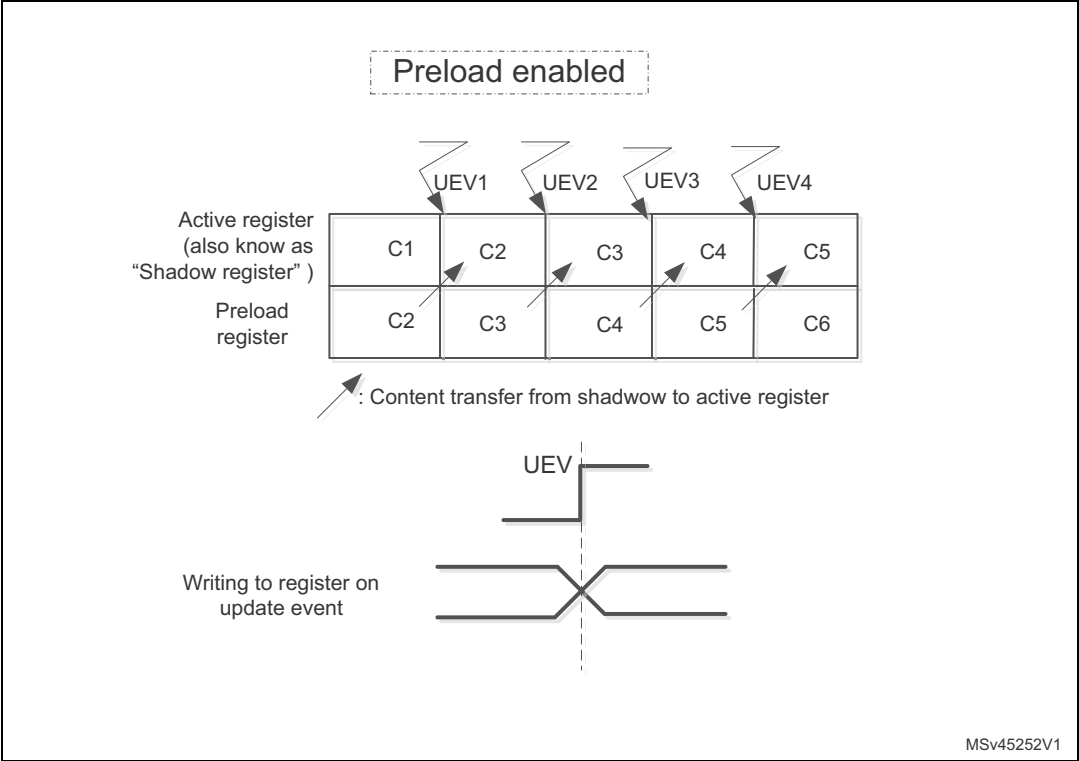 Preload enabled
UEV1 UEV2 UEV3 UEV4
Active register
(also know as
“Shadow register” )
C1 C2 C3 C4 C5
Preload
register
C2 C3 C4 C5 C6
: Content transfer from shadwow to active register
UEV
Writing to register on
update event
MSv45252V1